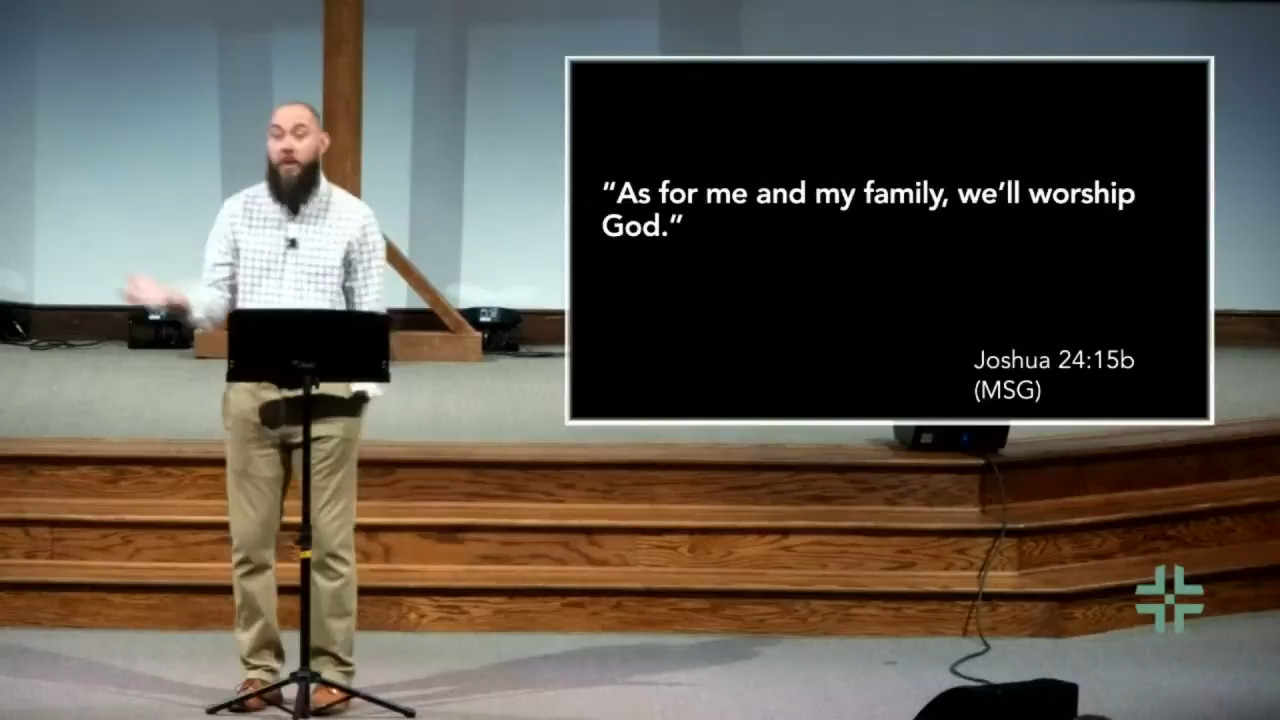 “As for me and my family, we’ll worship
God.”
Joshua 24:15b
(MSG)